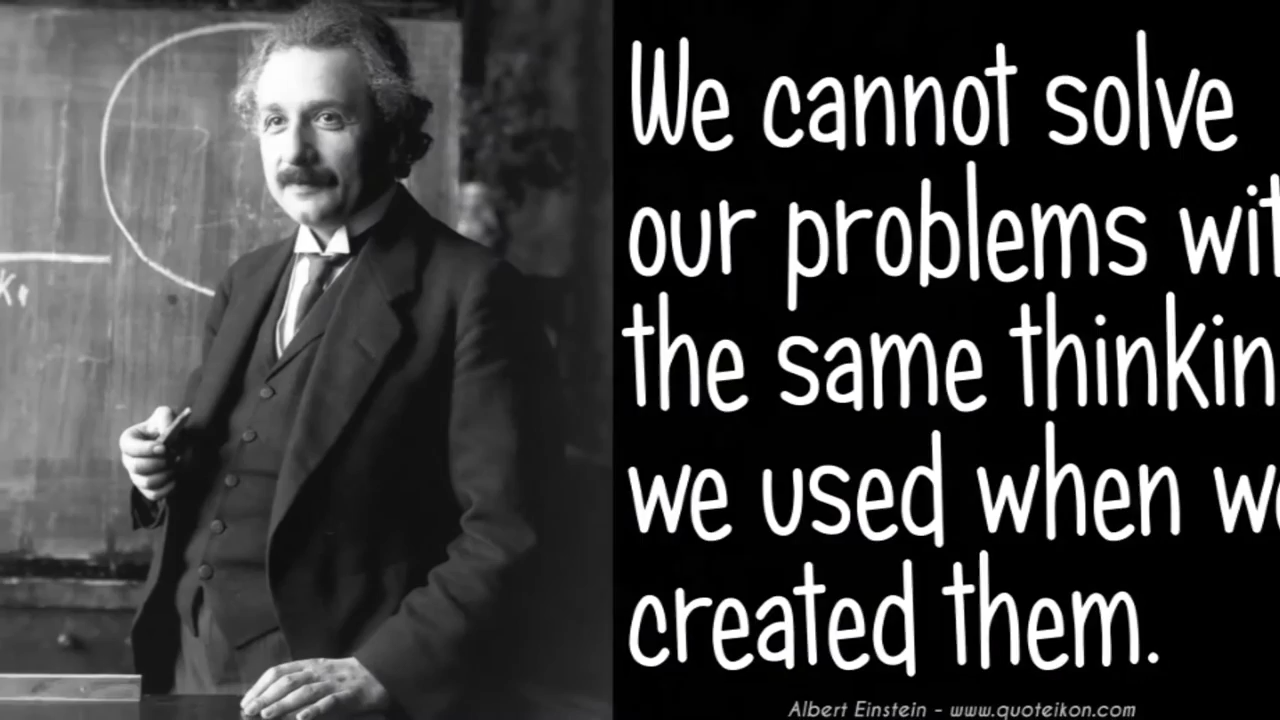 We cannot solve
our problems wit
the same thinkin
we used when we
created them.
Albert Einstein - www.quoteikon.com